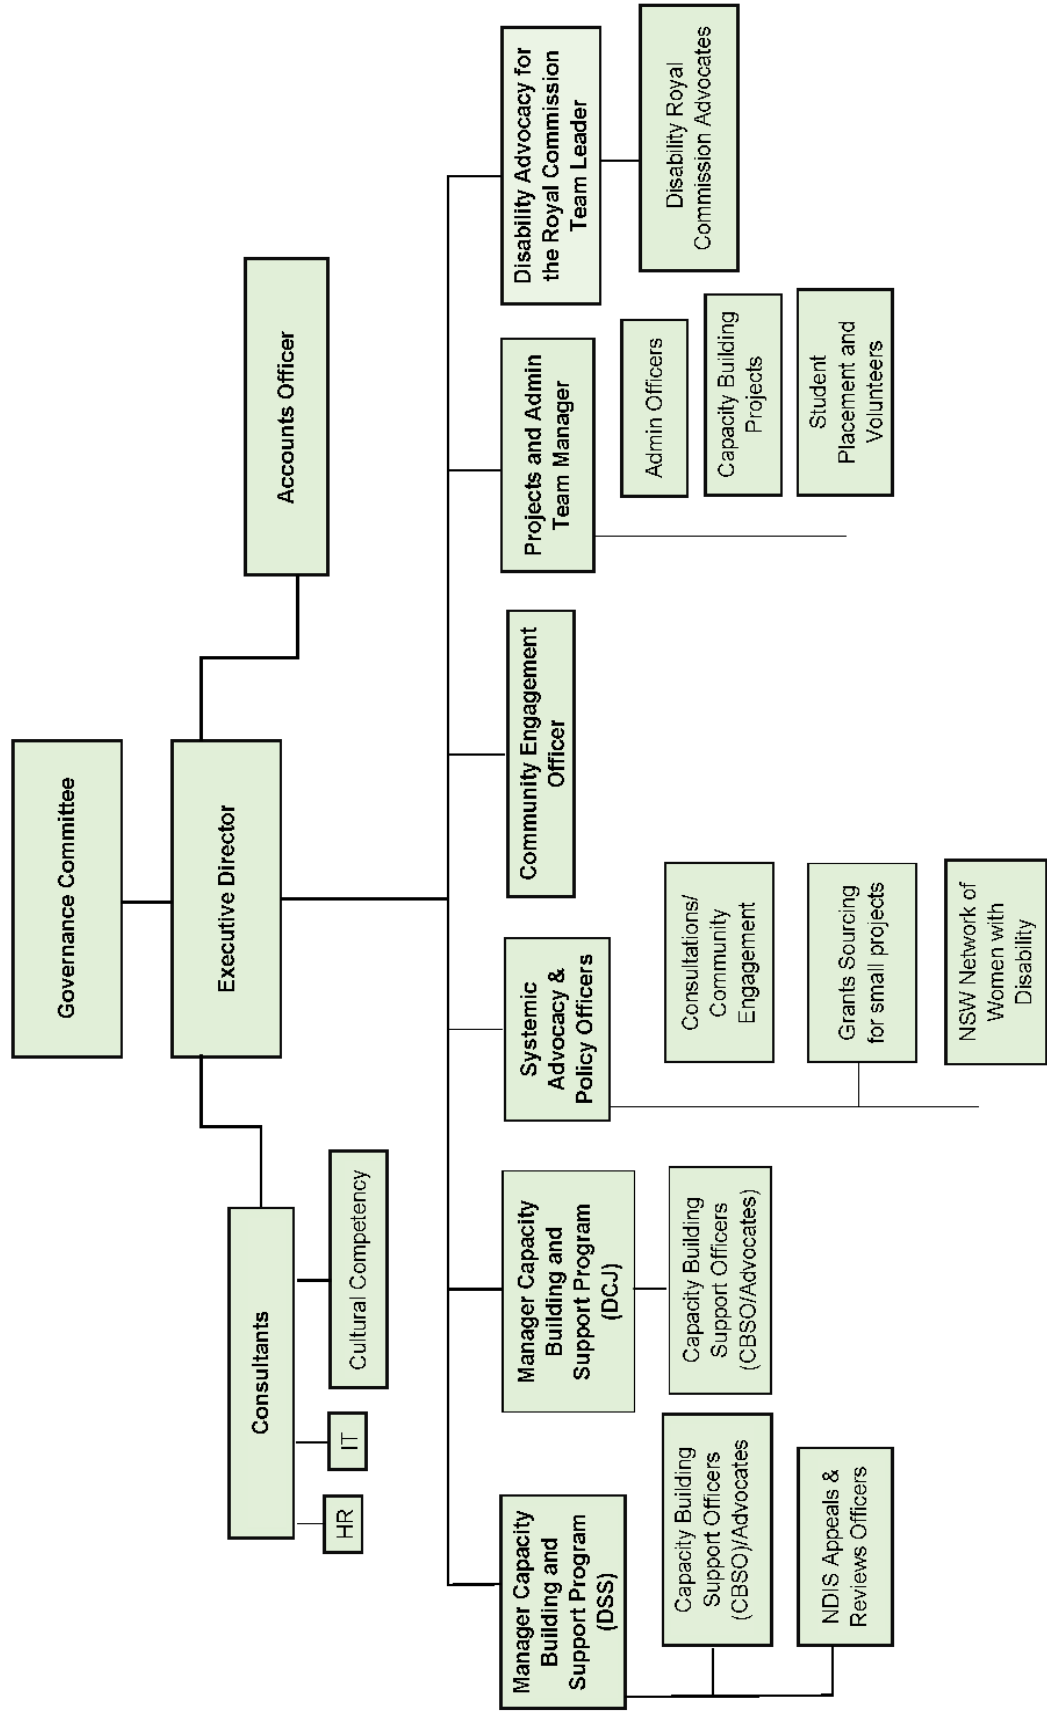 Governance Committee
Executive Director
Accounts Officer
Consultants
HR
IT
Cultural Competency
Manager Capacity
Building and
Support Program
(DSS)
Capacity Building
Support Officers
(CBSO)/Advocates
NDIS Appeals &
Reviews Officers
Manager Capacity
Building and
Support Program
(DCJ)
Capacity Building
Support Officers
(CBSO/Advocates)
Systemic
Advocacy &
Policy Officers
Consultations/
Community
Engagement
Grants Sourcing
for small projects
NSW Network of
Women with
Disability
Community Engagement
Officer
Projects and Admin
Team Manager
Admin Officers
Capacity Building
Projects
Student
Placement and
Volunteers
Disability Advocacy for
the Royal Commission
Team Leader
Disability Royal
Commission Advocates